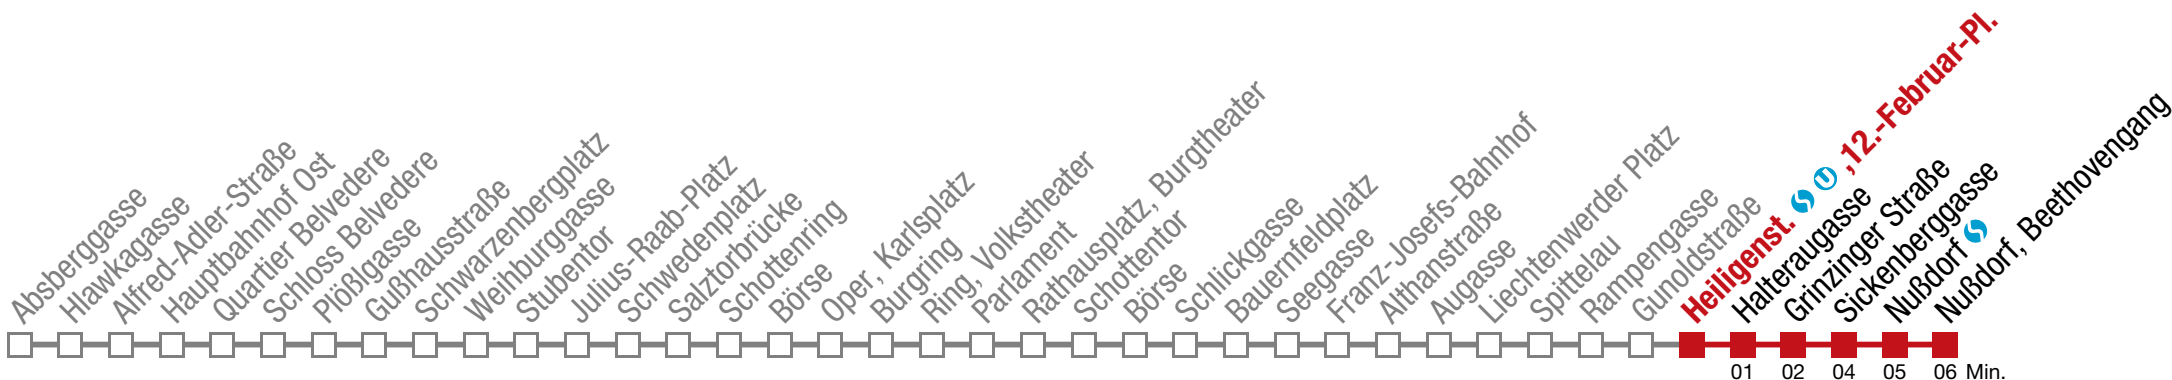 Absberggasse
Hlawkagasse
Alfred-Adler-Straße
Hauptbahnhof Ost
Quartier Belvedere
Schloss Belvedere
Plößlgasse
Gußhausstraße
Schwarzenbergplatz
Weihburggasse
Stubentor
Julius-Raab-Platz
Schwedenplatz
Salztorbrücke
Schottenring
Börse
Oper, Karlsplatz
Burgring
Ring, Volkstheater
Parlament
Rathausplatz, Burgtheater
Schottentor
Börse
Schlickgasse
Bauernfeldplatz
Seegasse
Franz-Josefs-Bahnhof
Althanstraße
Augasse
Liechtenwerder Platz
Spittelau
Rampengasse
Gunoldstraße
Heiligenst. S U ,12.-Februar-Pl.
Halteraugasse
Grinzinger Straße
Sickenberggasse
Nußdorf S
Nußdorf, Beethovengang
01 02 04 05 06 Min.